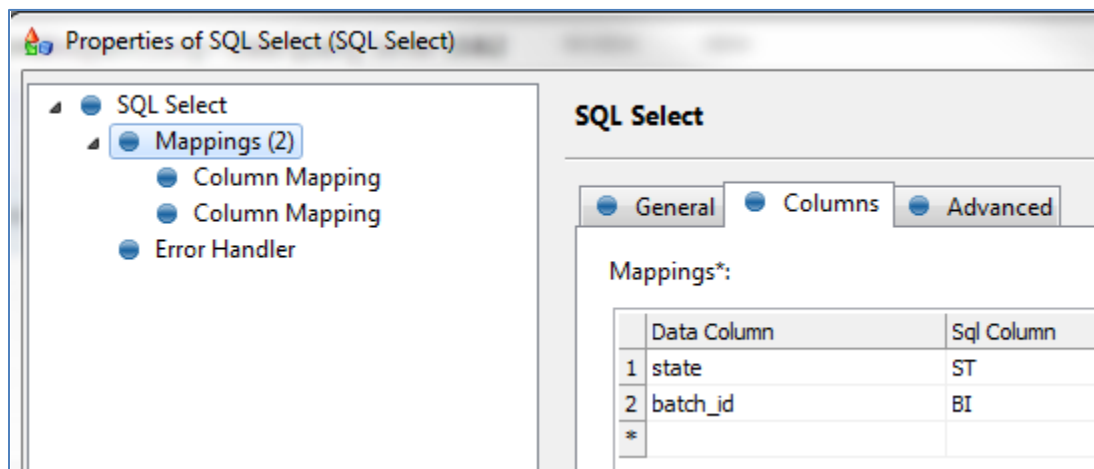 Properties of SQL Select (SQL Select)
SQL Select
Mappings (2)
Column Mapping
Column Mapping
Error Handler
SQL Select
General Columns Advanced
Mappings*:
Data Column Sql Column
1 state ST
2 batch_id BI
*